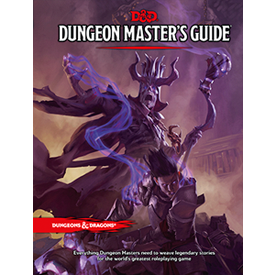 D&D
DUNGEON MASTER'S GUIDE
DUNGEONS & DRAGONS®
Everything Dungeon Masters need to weave legendary stories
for the world's greatest roleplaying game